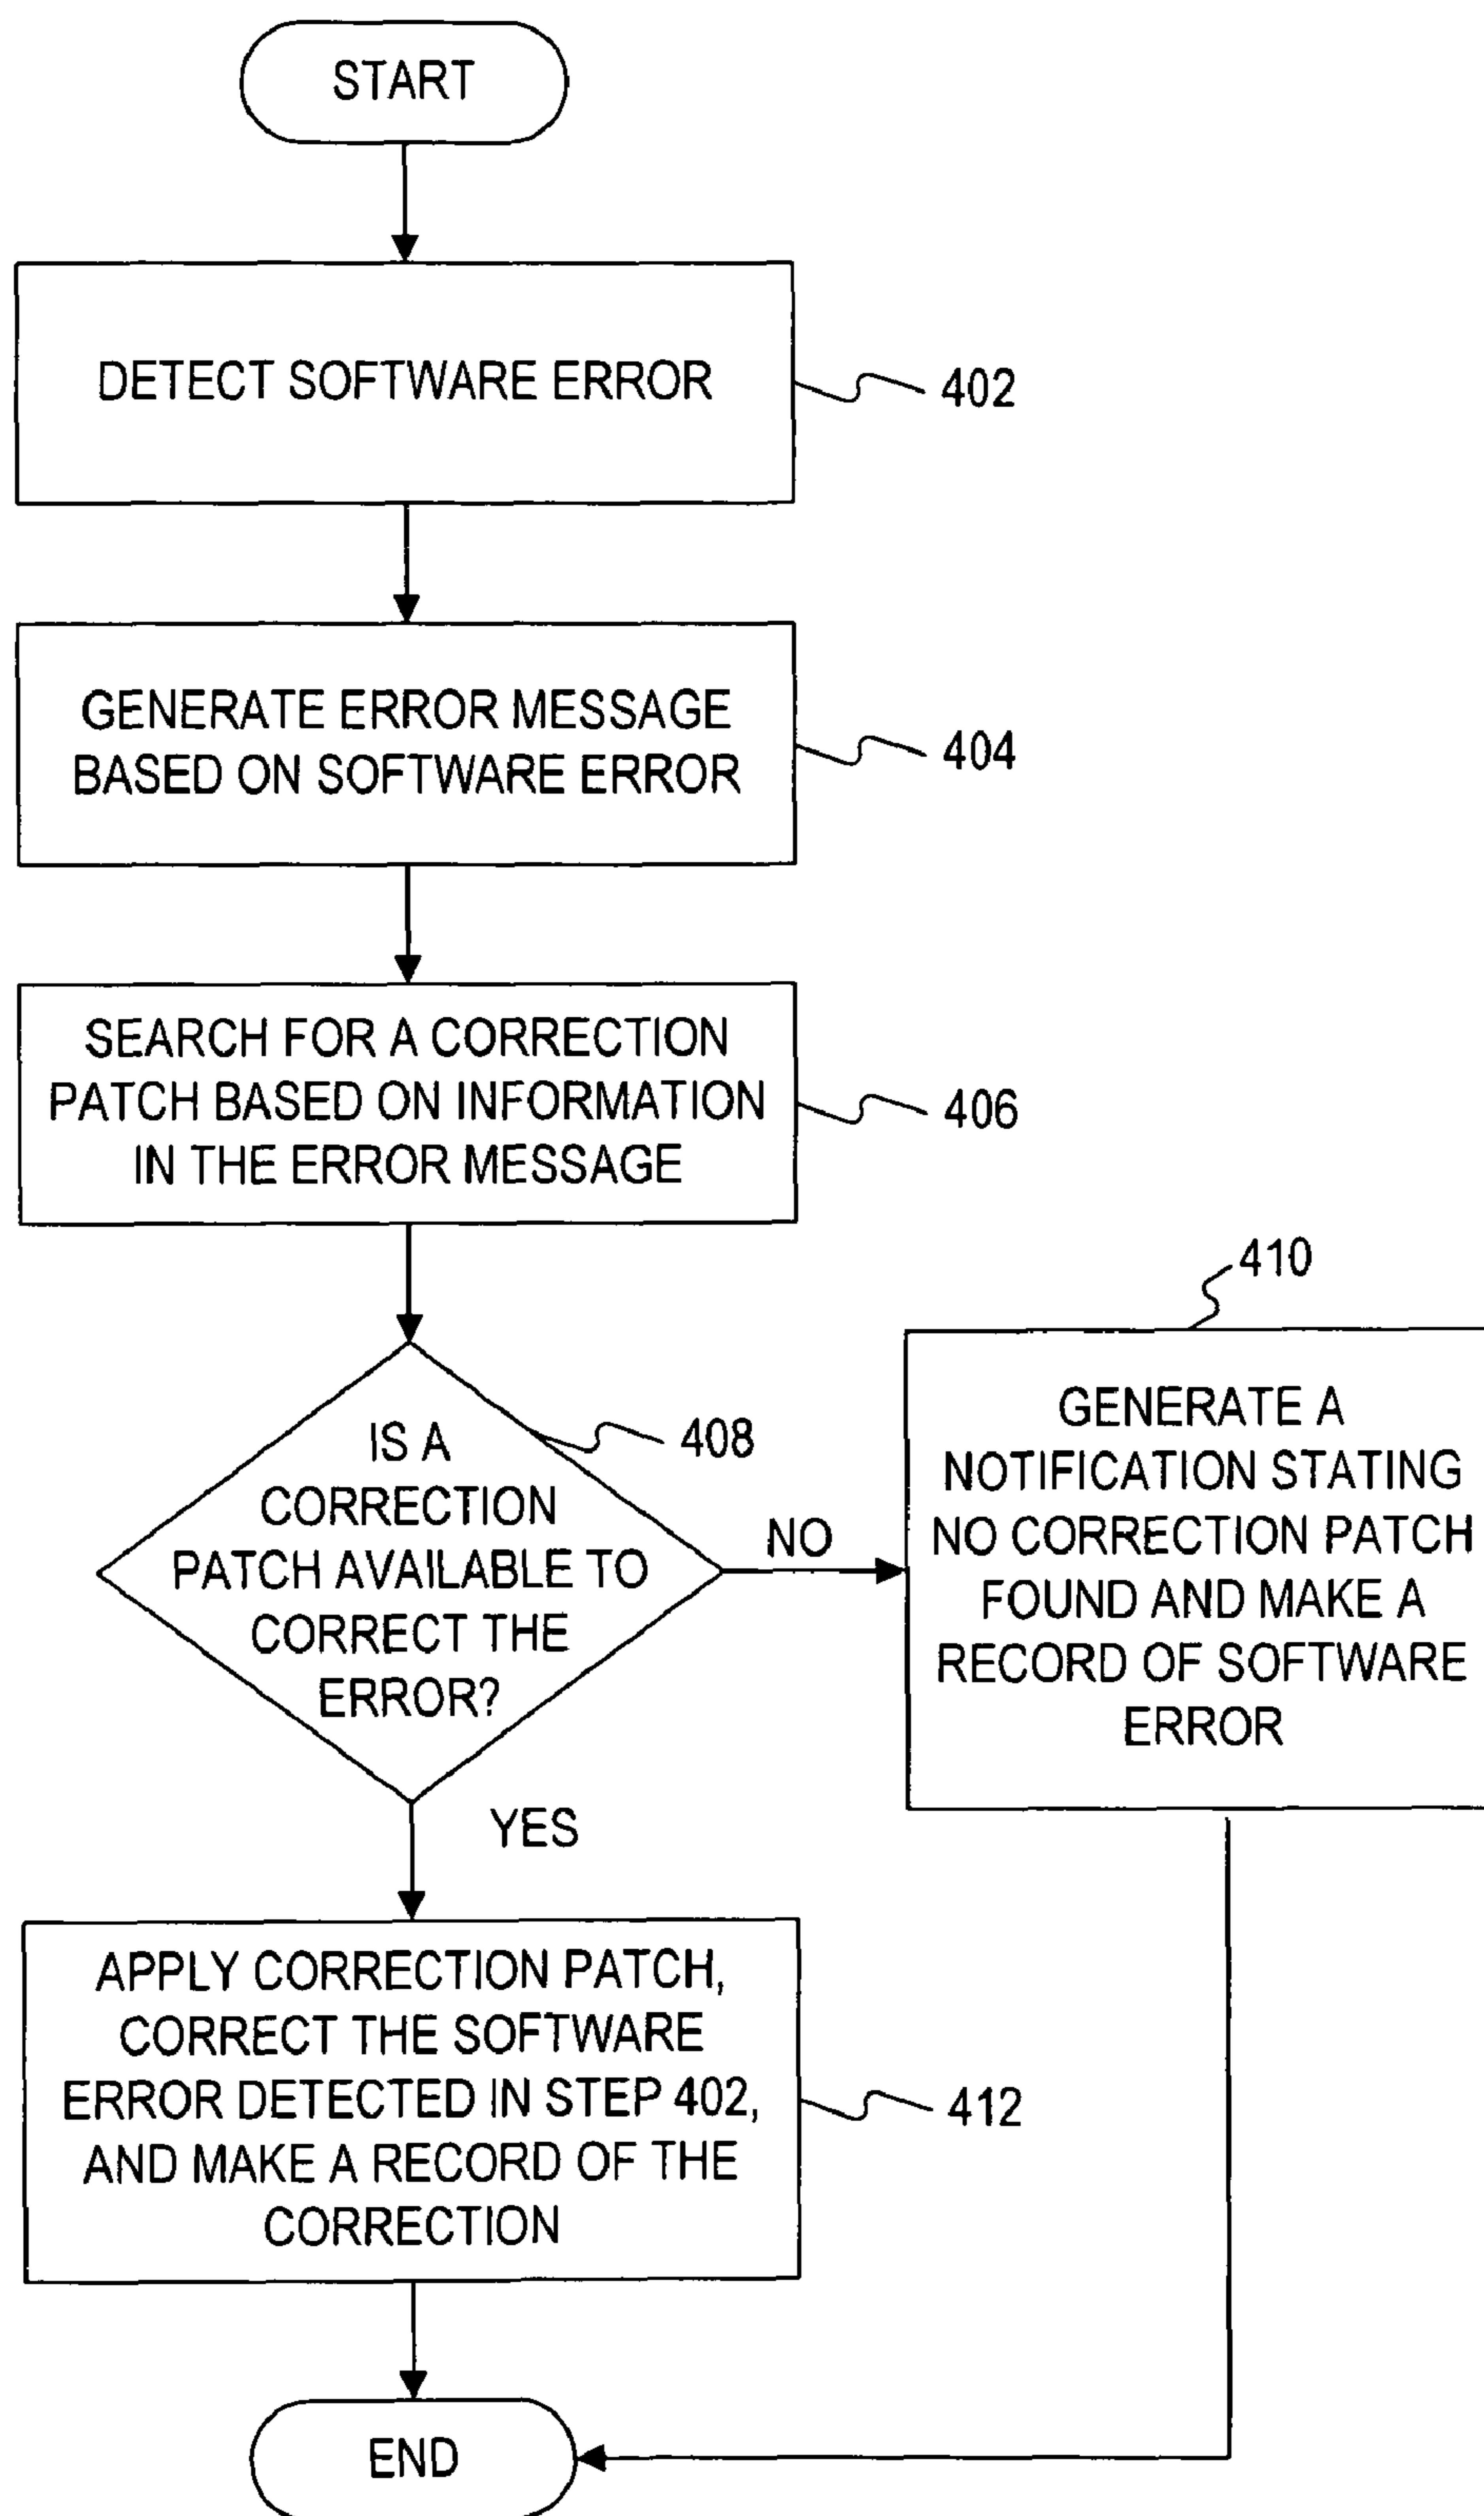 START
DETECT SOFTWARE ERROR
402
GENERATE ERROR MESSAGE
BASED ON SOFTWARE ERROR
404
SEARCH FOR A CORRECTION
PATCH BASED ON INFORMATION
IN THE ERROR MESSAGE
406
IS A
CORRECTION
PATCH AVAILABLE TO
CORRECT THE
ERROR?
408
NO
410
GENERATE A
NOTIFICATION STATING
NO CORRECTION PATCH
FOUND AND MAKE A
RECORD OF SOFTWARE
ERROR
YES
APPLY CORRECTION PATCH,
CORRECT THE SOFTWARE
ERROR DETECTED IN STEP 402,
AND MAKE A RECORD OF THE
CORRECTION
412
END